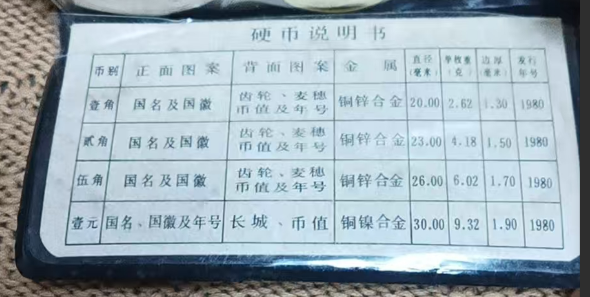 硬币说明书
币别 正面图案 背面图案 金属 直径(毫米) 单枚重(克) 边厚(毫米) 发行年号
壹角 国名及国徽 齿轮、麦穗币值及年号 铜锌合金 20.00 2.62 1.30 1980
贰角 国名及国徽 齿轮、麦穗币值及年号 铜锌合金 23.00 4.18 1.50 1980
伍角 国名及国徽 齿轮、麦穗币值及年号 铜锌合金 26.00 6.02 1.70 1980
壹元 国名、国徽及年号 长城、币值 铜镍合金 30.00 9.32 1.90 1980